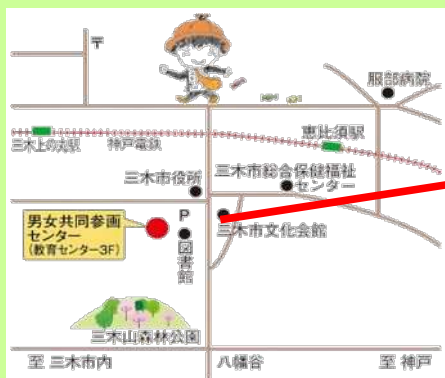 〒
服部病院
恵比須駅
三木上の丸駅
神戸電鉄
三木市役所
三木市総合保健福祉
センター
男女共同参画
センター
(教育センター3F)
P
図書館
三木市文化会館
三木山森林公園
至 三木市内
八幡谷
至 神戸